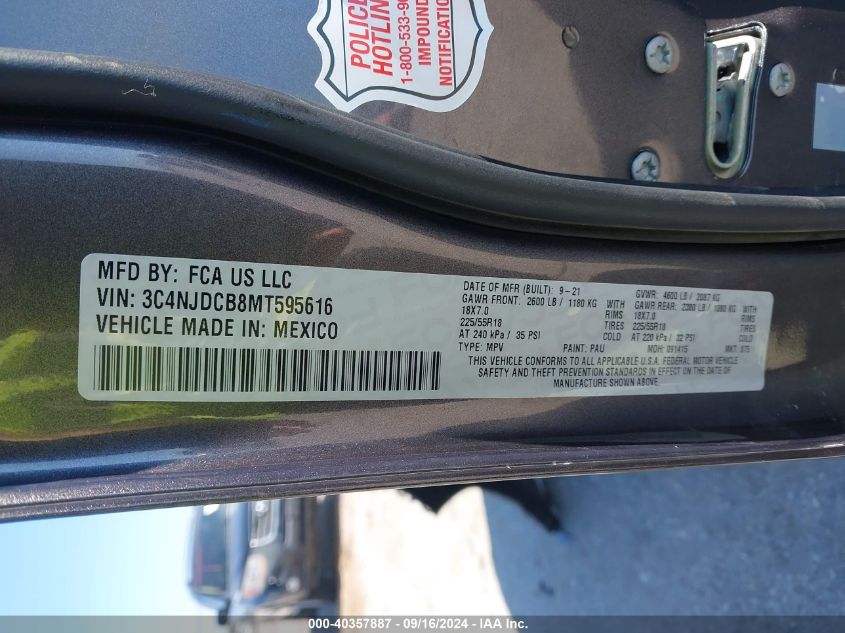 POLICE
HOTLINE
1-800-533-90
IMPOUND
NOTIFICATION
MFD BY: FCA US LLC
VIN: 3C4NJDCB8MT595616
VEHICLE MADE IN: MEXICO
DATE OF MFR (BUILT): 9-21
GVWR: 4600 LB / 2087 KG
GAWR FRONT: 2600 LB / 1180 KG WITH
GAWR REAR: 2380 LB / 1080 KG WITH
18X7.0 RIMS 18X7.0 RIMS
225/55R18 TIRES 225/55R18 TIRES
AT 240 kPa / 35 PSI COLD AT 220 kPa / 32 PSI COLD
TYPE: MPV PAINT: PAU MDH: 091415 MKT:
THIS VEHICLE CONFORMS TO ALL APPLICABLE U.S.A. FEDERAL MOTOR VEHICLE
SAFETY AND THEFT PREVENTION STANDARDS IN EFFECT ON THE DATE OF
MANUFACTURE SHOWN ABOVE.
000-40357887 - 09/16/2024 - IAA Inc.